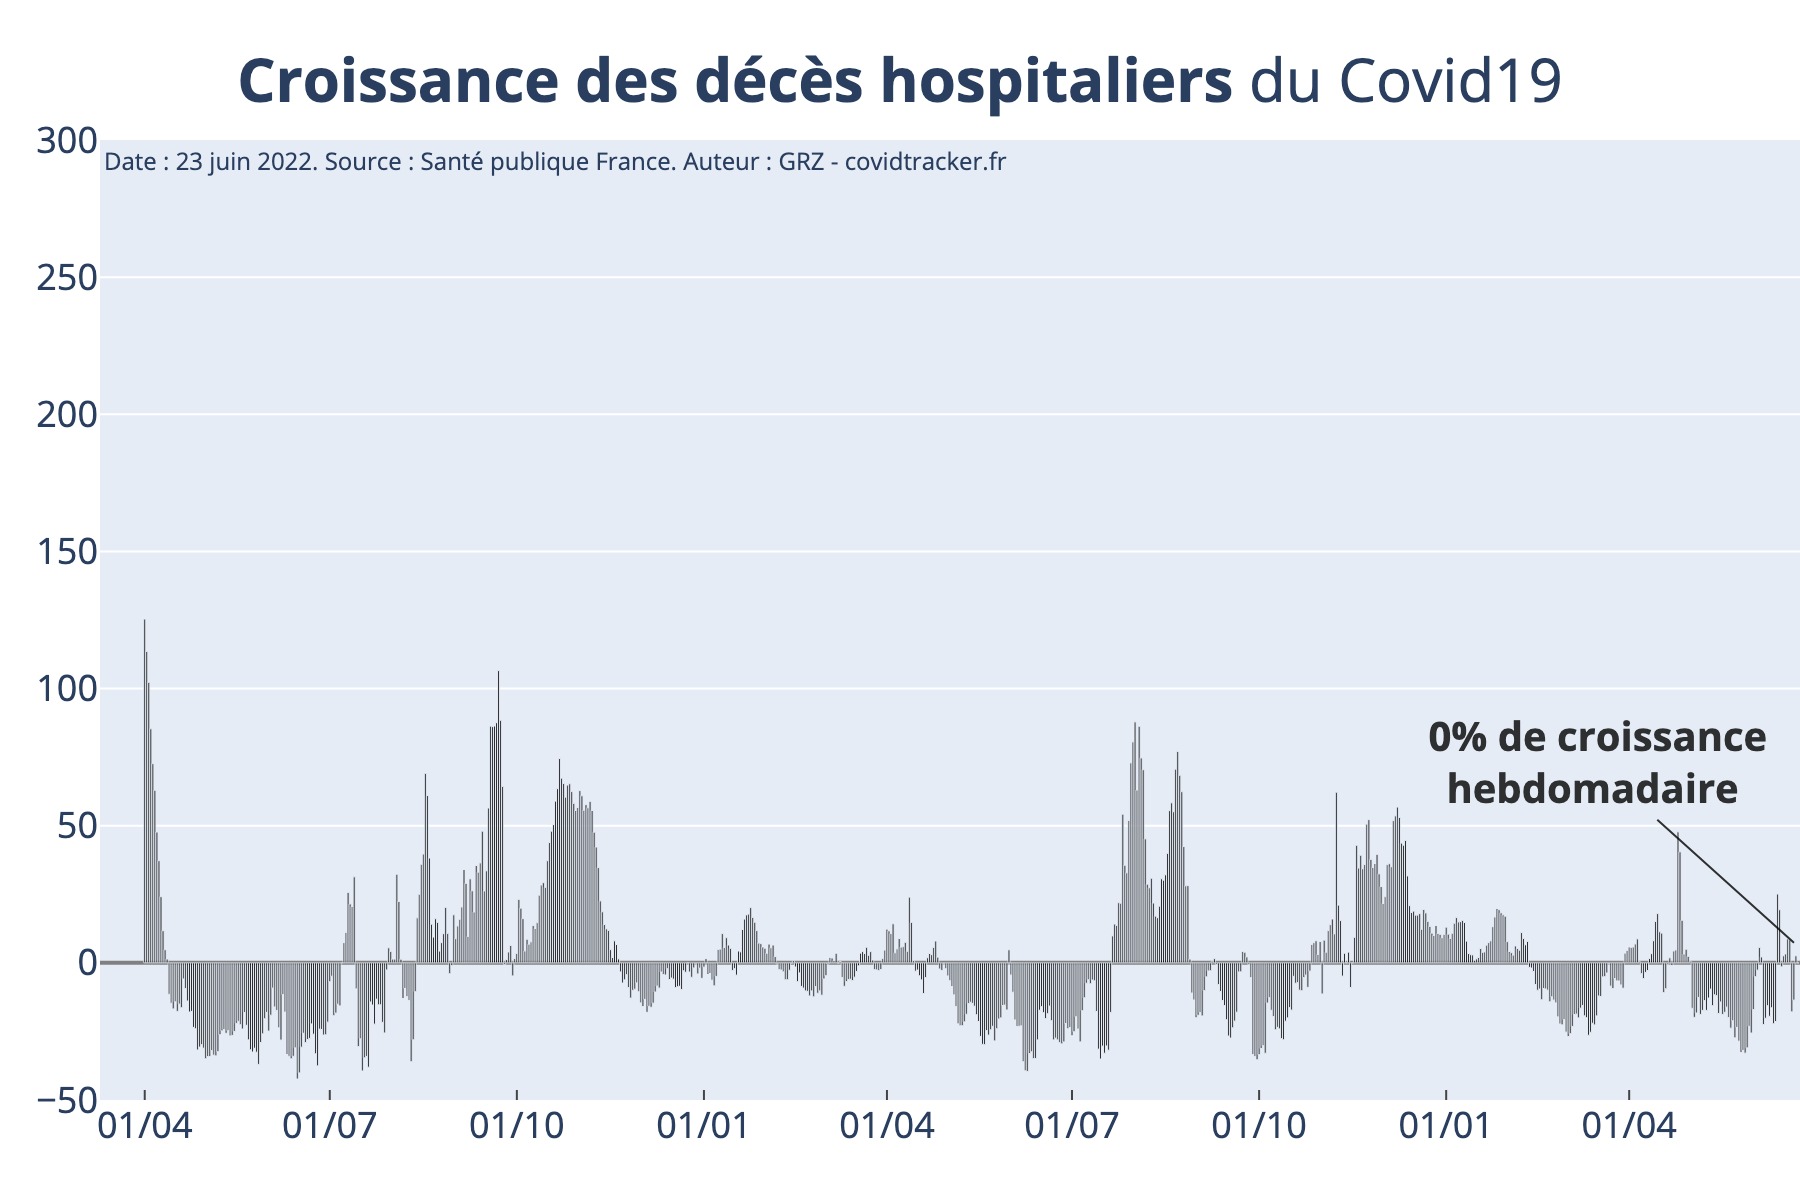 Croissance des décès hospitaliers du Covid19
300
Date : 23 juin 2022. Source : Santé publique France. Auteur : GRZ - covidtracker.fr
250
200
150
100
0% de croissance
hebdomadaire
50
0
−50
01/04 01/07 01/10 01/01 01/04 01/07 01/10 01/01 01/04